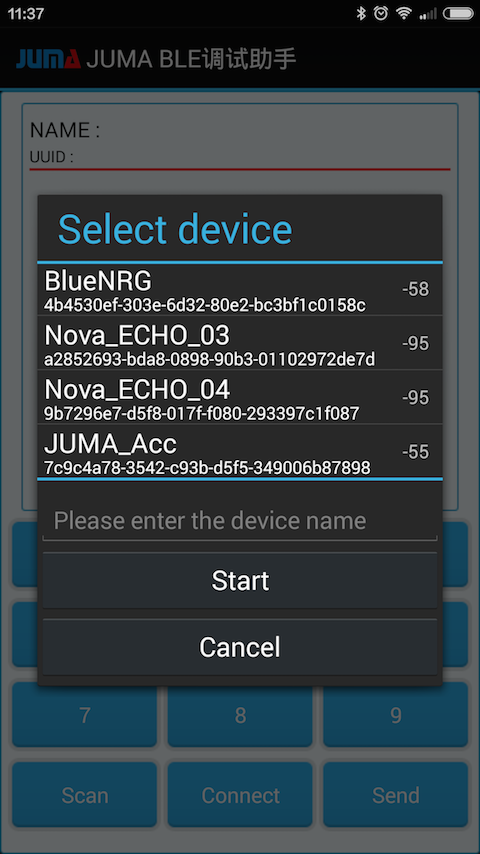 11:37
JUMA JUMA BLE调试助手
NAME :
UUID :
Select device
BlueNRG
4b4530ef-303e-6d32-80e2-bc3bf1c0158c
-58
Nova_ECHO_03
a2852693-bda8-0898-90b3-01102972de7d
-95
Nova_ECHO_04
9b7296e7-d5f8-017f-f080-293397c1f087
-95
JUMA_Acc
7c9c4a78-3542-c93b-d5f5-349006b87898
-55
Please enter the device name
Start
Cancel
7 8 9
Scan Connect Send